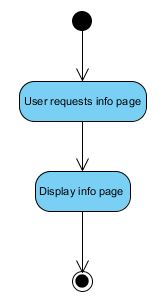 User requests info page
Display info page